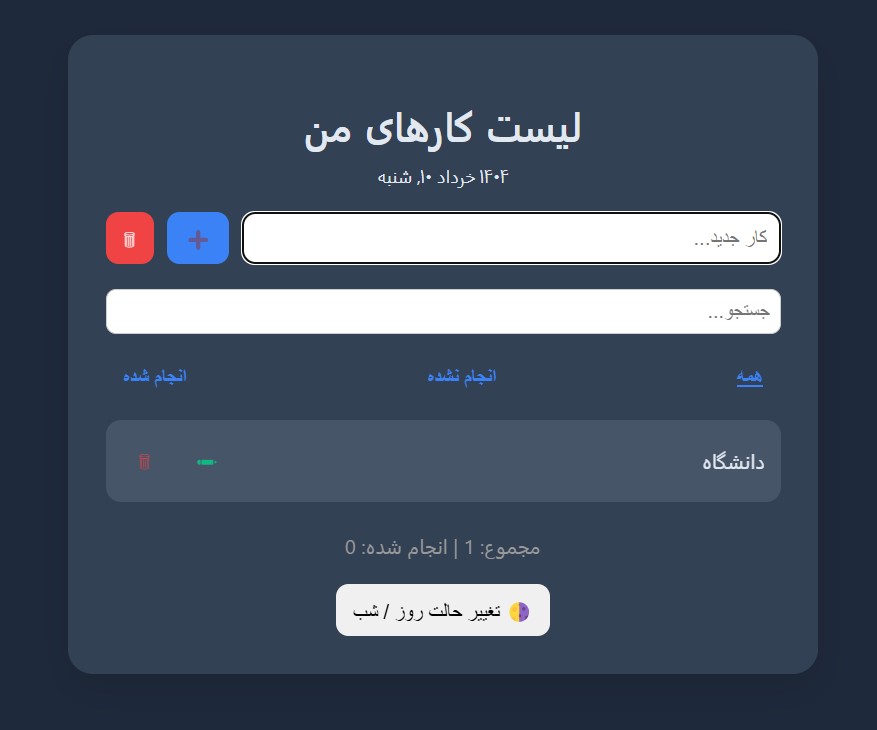 لیست کارهای من
۱۴۰۴ خرداد ۱۰, شنبه
کار جدید...
جستجو...
همه
انجام نشده
انجام شده
دانشگاه
مجموع: 1 | انجام شده: 0
تغییر حالت روز / شب